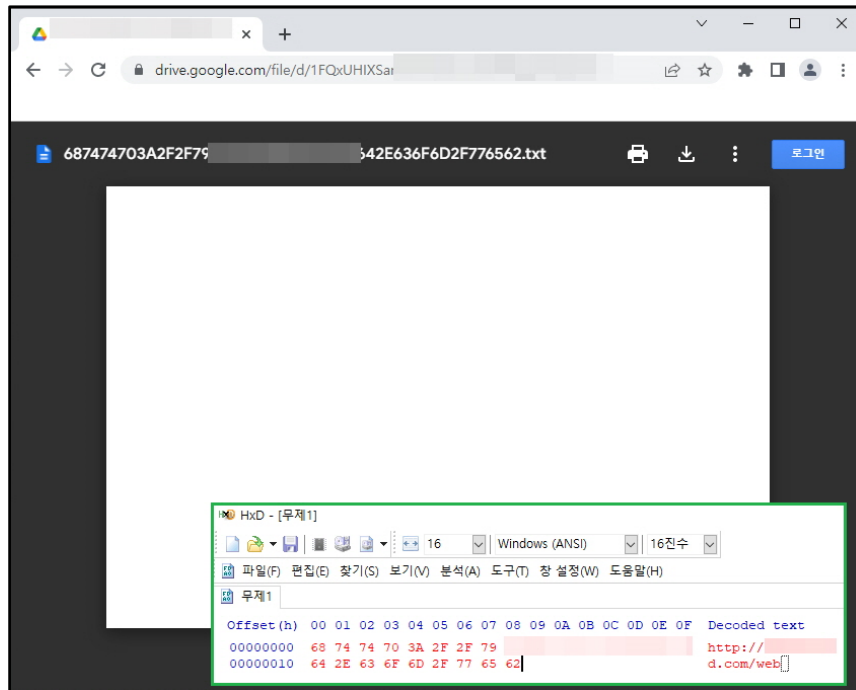 drive.google.com/file/d/1FQxUHIXSar
687474703A2F2F79 642E636F6D2F776562.txt
로그인
HxD - [무제1]
16 Windows (ANSI) 16진수
파일(F) 편집(E) 찾기(S) 보기(V) 분석(A) 도구(T) 창 설정(W) 도움말(H)
무제1
Offset(h) 00 01 02 03 04 05 06 07 08 09 0A 0B 0C 0D 0E 0F Decoded text
00000000 68 74 74 70 3A 2F 2F 79 http://
00000010 64 2E 63 6F 6D 2F 77 65 62 d.com/web